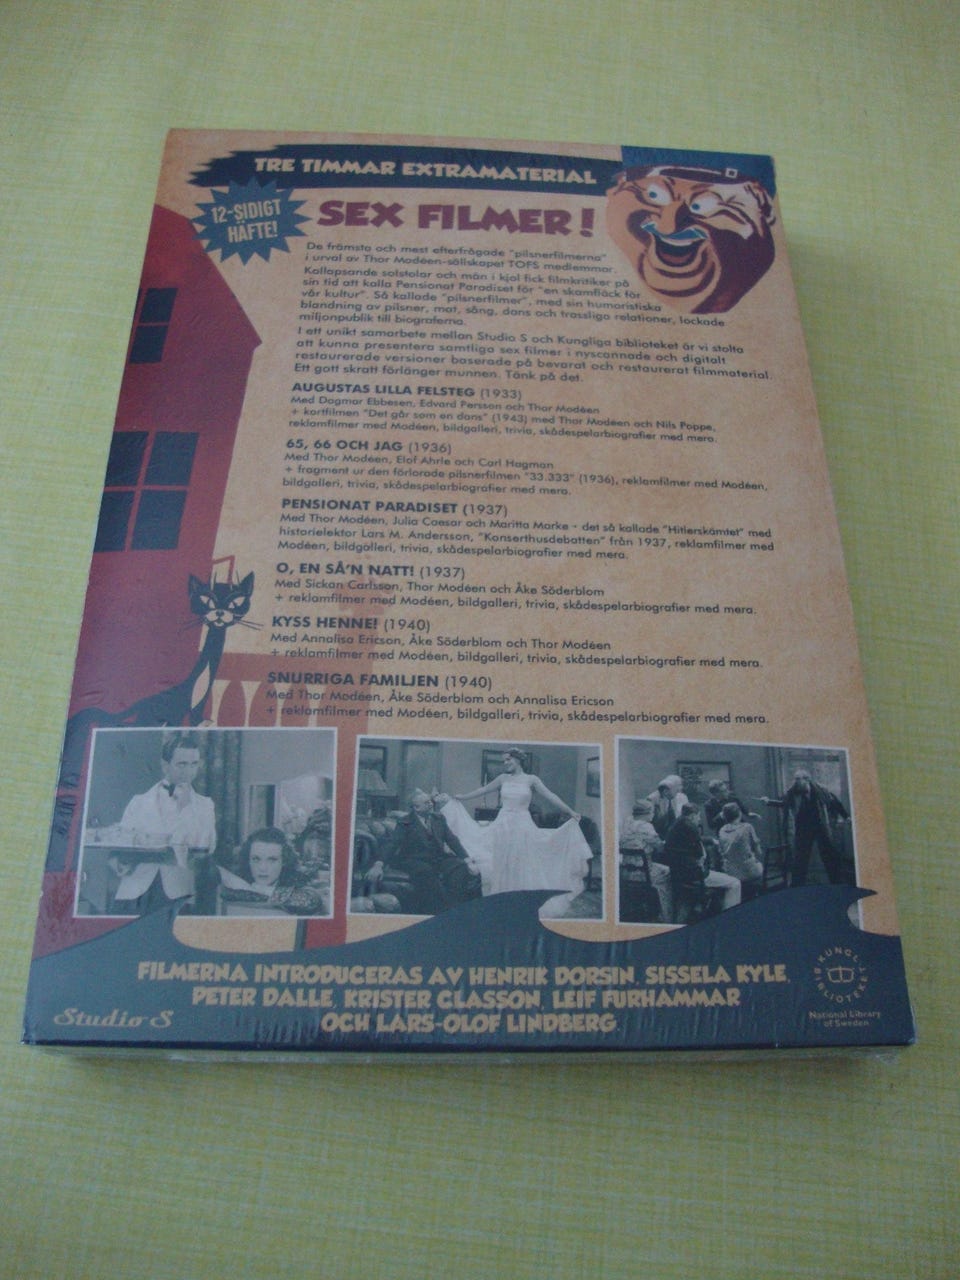 TRE TIMMAR EXTRAMATERIAL
12-SIDIGT
HÄFTE!
SEX FILMER!
De främsta och mest efterfrågade "pilsnerfilmerna"
i urval av Thor Modéen-sällskapet TOFS medlemmar.
Kollapsande solstolar och män i kjol fick filmkritiker på
sin tid att kalla Pensionat Paradiset för "en skamfläck för
vår kultur". Så kallade "pilsnerfilmer", med sin humoristiska
blandning av pilsner, mat, sång, dans och trassliga relationer, lockade
miljonpublik till biograferna.
I ett unikt samarbete mellan Studio S och Kungliga biblioteket är vi stolta
att kunna presentera samtliga sex filmer i nyscannade och digitalt
restaurerade versioner baserade på bevarat och restaurerat filmmaterial.
Ett gott skratt förlänger munnen. Tänk på det.
AUGUSTAS LILLA FELSTEG (1933)
Med Dagmar Ebbesen, Edvard Persson och Thor Modéen
+ kortfilmen "Det går som en dans" (1943) med Thor Modéen och Nils Poppe,
reklamfilmer med Modéen, bildgalleri, trivia, skådespelarbiografier med mera.
65, 66 OCH JAG (1936)
Med Thor Modéen, Elof Ahrle och Carl Hagman
+ fragment ur den förlorade pilsnerfilmen "33.333" (1936), reklamfilmer med Modéen,
bildgalleri, trivia, skådespelarbiografier med mera.
PENSIONAT PARADISET (1937)
Med Thor Modéen, Julia Caesar och Maritta Marke + det så kallade "Hitlerskämtet" med
historielektor Lars M. Andersson, "Konserthusdebatten" från 1937, reklamfilmer med
Modéen, bildgalleri, trivia, skådespelarbiografier med mera.
O, EN SÅ'N NATT! (1937)
Med Sickan Carlsson, Thor Modéen och Åke Söderblom
+ reklamfilmer med Modéen, bildgalleri, trivia, skådespelarbiografier med mera.
KYSS HENNE! (1940)
Med Annalisa Ericson, Åke Söderblom och Thor Modéen
+ reklamfilmer med Modéen, bildgalleri, trivia, skådespelarbiografier med mera.
SNURRIGA FAMILJEN (1940)
Med Thor Modéen, Åke Söderblom och Annalisa Ericson
+ reklamfilmer med Modéen, bildgalleri, trivia, skådespelarbiografier med mera.
FILMERNA INTRODUCERAS AV HENRIK DORSIN, SISSELA KYLE,
PETER DALLE, KRISTER CLASSON, LEIF FURHAMMAR
OCH LARS-OLOF LINDBERG.
Studio S
KUNGL.
BIBLIOTEKET
National Library
of Sweden